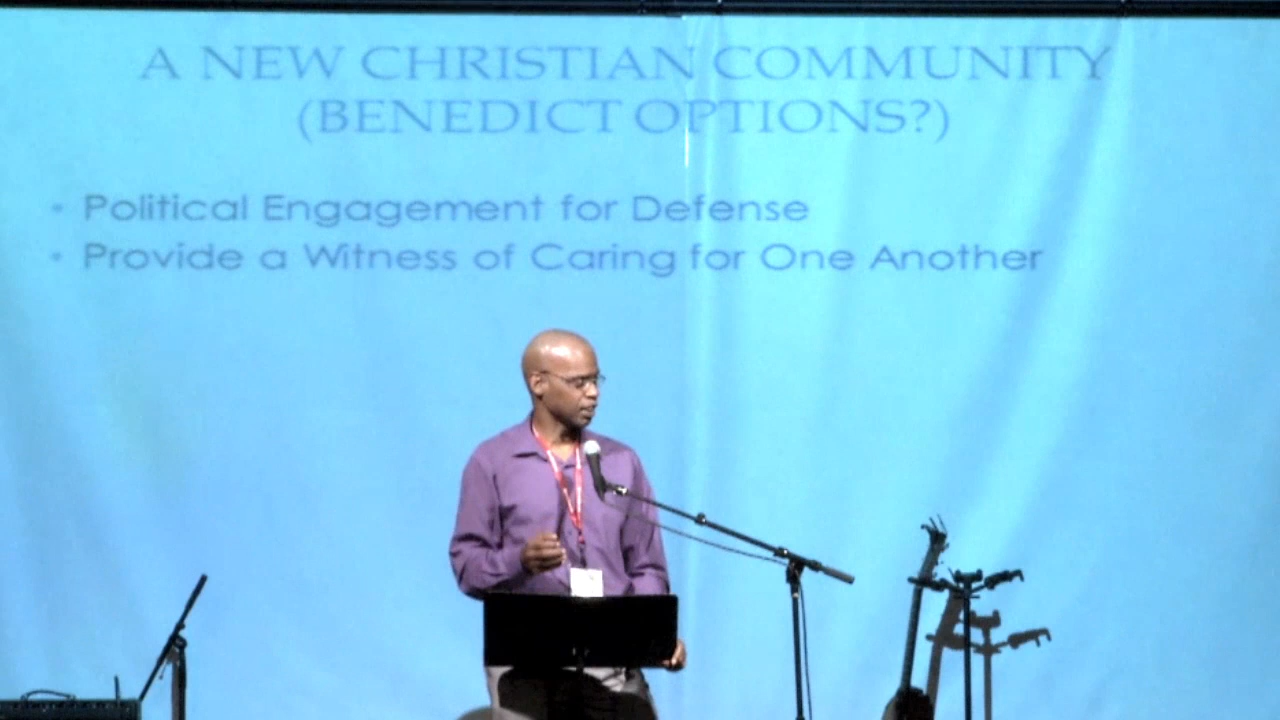 A NEW CHRISTIAN COMMUNITY
(BENEDICT OPTIONS?)
• Political Engagement for Defense
• Provide a Witness of Caring for One Another